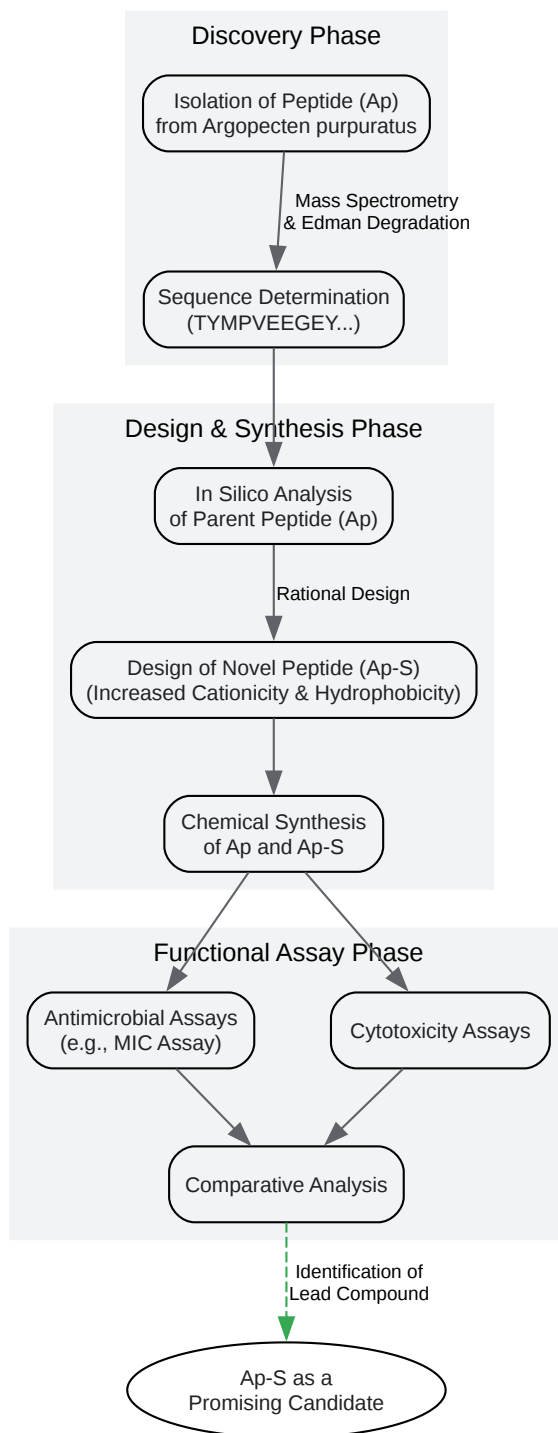 Discovery Phase
Isolation of Peptide (Ap)
from Argopecten purpuratus
Mass Spectrometry
& Edman Degradation
Sequence Determination
(TYMPVEEGEY...)
Design & Synthesis Phase
In Silico Analysis
of Parent Peptide (Ap)
Rational Design
Design of Novel Peptide (Ap-S)
(Increased Cationicity & Hydrophobicity)
Chemical Synthesis
of Ap and Ap-S
Functional Assay Phase
Antimicrobial Assays
(e.g., MIC Assay)
Cytotoxicity Assays
Comparative Analysis
Identification of
Lead Compound
Ap-S as a
Promising Candidate